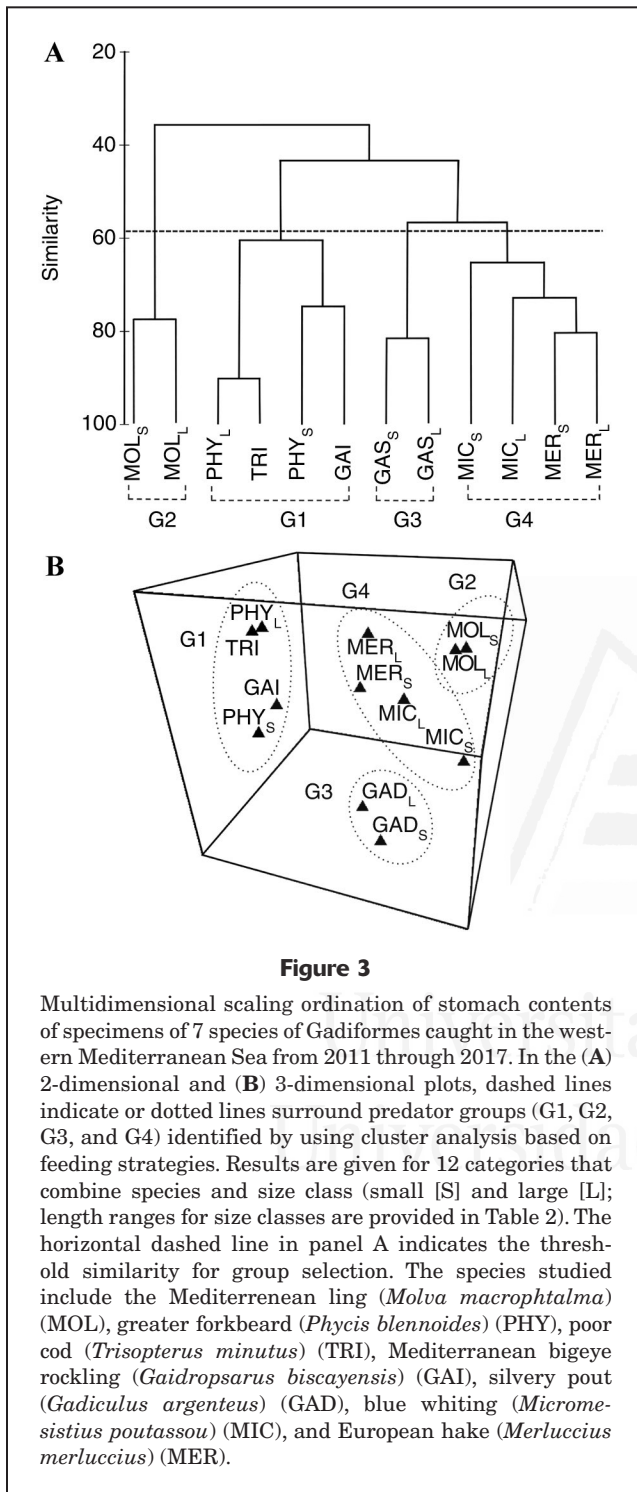 A
20
40
60
80
100
Similarity
MOLS
MOLL
PHYL
TRI
PHYS
GAI
GASS
GASL
MICS
MICL
MERS
MERL
G2
G1
G3
G4
B
G4
G2
G1
PHYL
TRI
MOLS
MOLL
MERL
MERS
GAI
MICL
PHYS
MICS
G3
GADL
GADS
Figure 3
Multidimensional scaling ordination of stomach contents
of specimens of 7 species of Gadiformes caught in the west-
ern Mediterranean Sea from 2011 through 2017. In the (A)
2-dimensional and (B) 3-dimensional plots, dashed lines
indicate or dotted lines surround predator groups (G1, G2,
G3, and G4) identified by using cluster analysis based on
feeding strategies. Results are given for 12 categories that
combine species and size class (small [S] and large [L];
length ranges for size classes are provided in Table 2). The
horizontal dashed line in panel A indicates the thresh-
old similarity for group selection. The species studied
include the Mediterrenean ling (Molva macrophtalma)
(MOL), greater forkbeard (Phycis blennoides) (PHY), poor
cod (Trisopterus minutus) (TRI), Mediterranean bigeye
rockling (Gaidropsarus biscayensis) (GAI), silvery pout
(Gadiculus argenteus) (GAD), blue whiting (Microme-
sistius poutassou) (MIC), and European hake (Merluccius
merluccius) (MER).